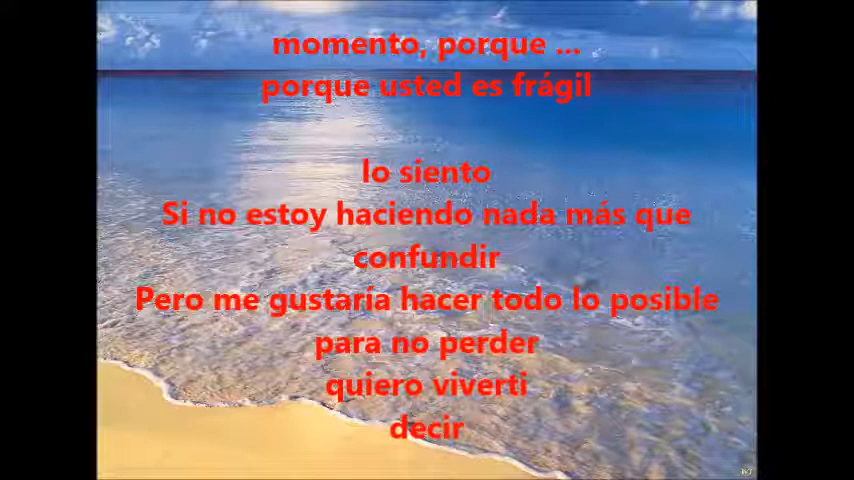 momento, porque ...
porque usted es frágil
lo siento
Si no estoy haciendo nada más que
confundir
Pero me gustaría hacer todo lo posible
para no perder
quiero viverti
decir